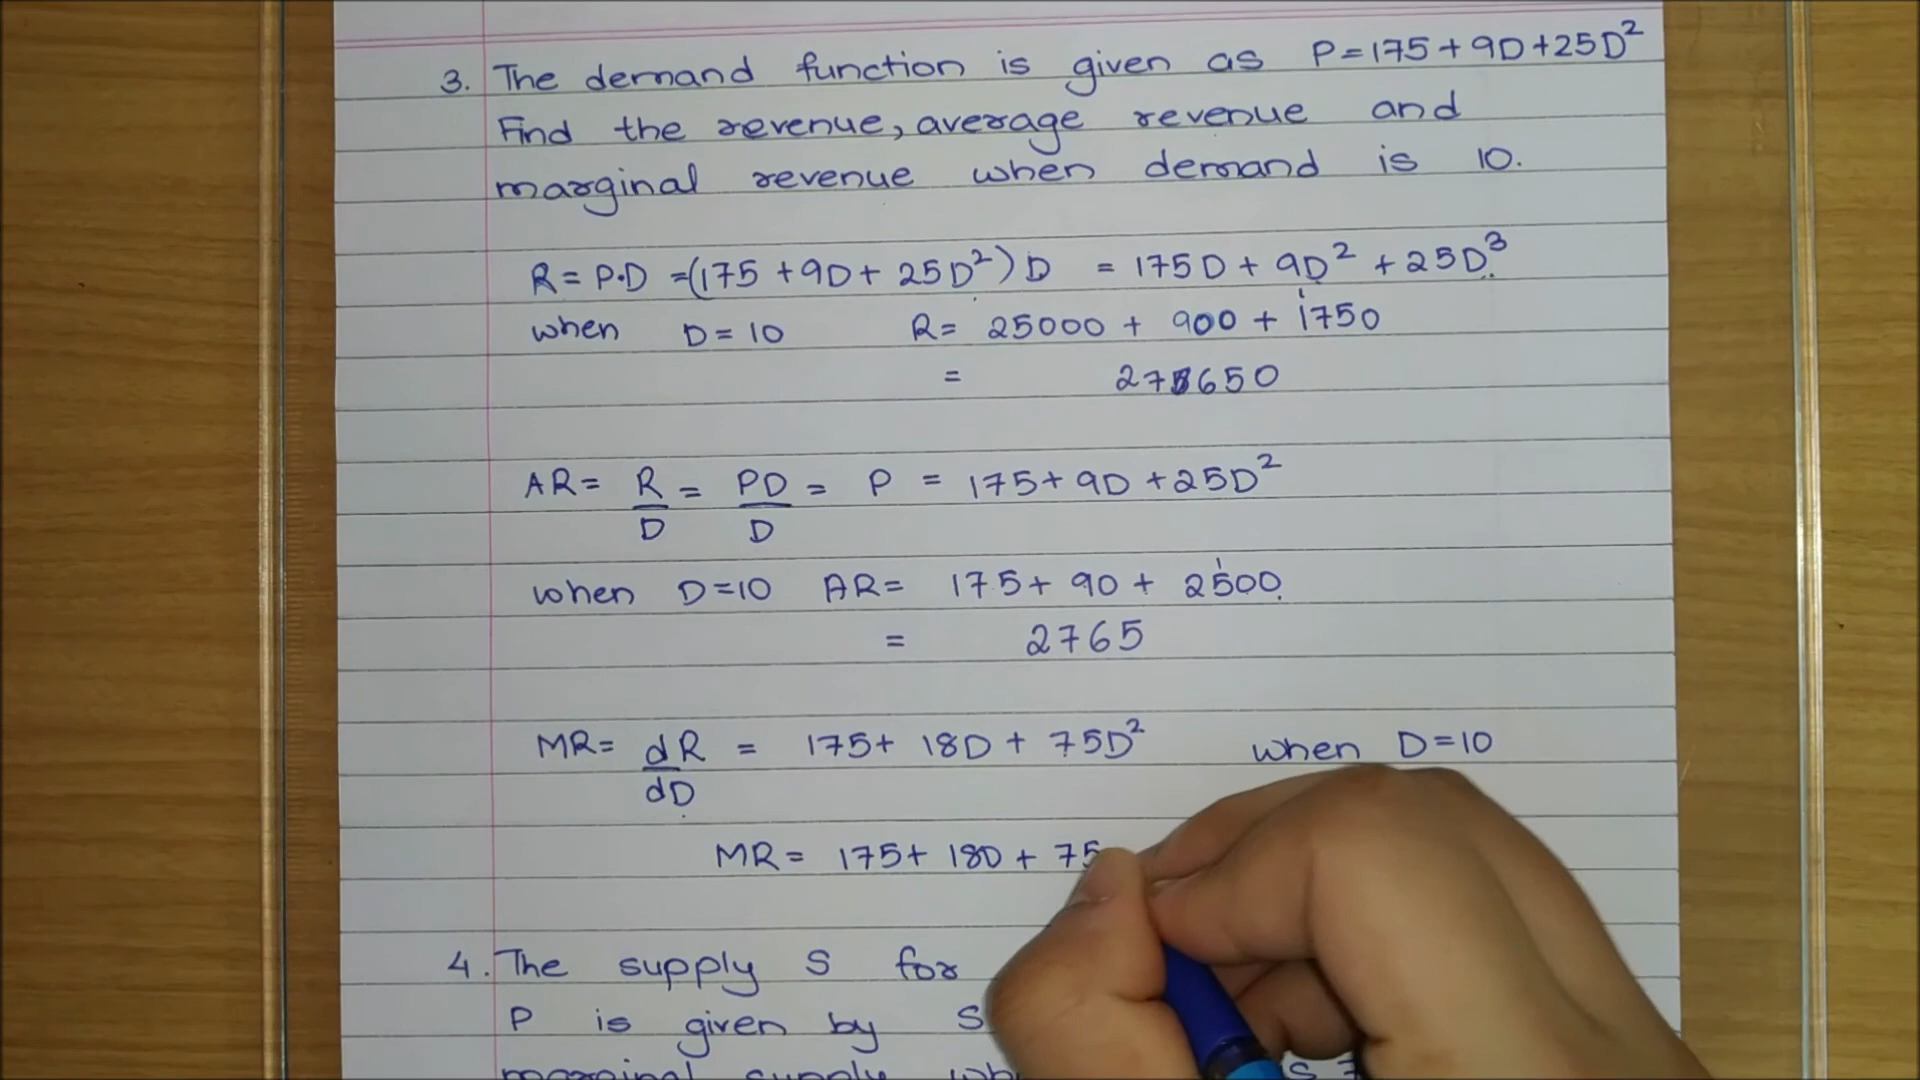 3. The demand function is given as P=175+9D+25D²
Find the revenue, average revenue and
marginal revenue when demand is 10.
R = P·D =(175 +9D+ 25D²) D = 175D + 9D² + 25D³
when D = 10 R= 25000 + 900 + 1750
= 27650
AR= R/D = PD/D = P = 175+ 9D +25D²
when D=10 AR= 175+ 90 + 2500
= 2765
MR= dR/dD = 175+ 18D + 75D² when D=10
MR= 175+ 180 + 75
4. The supply S for
P is given by S
marginal supply